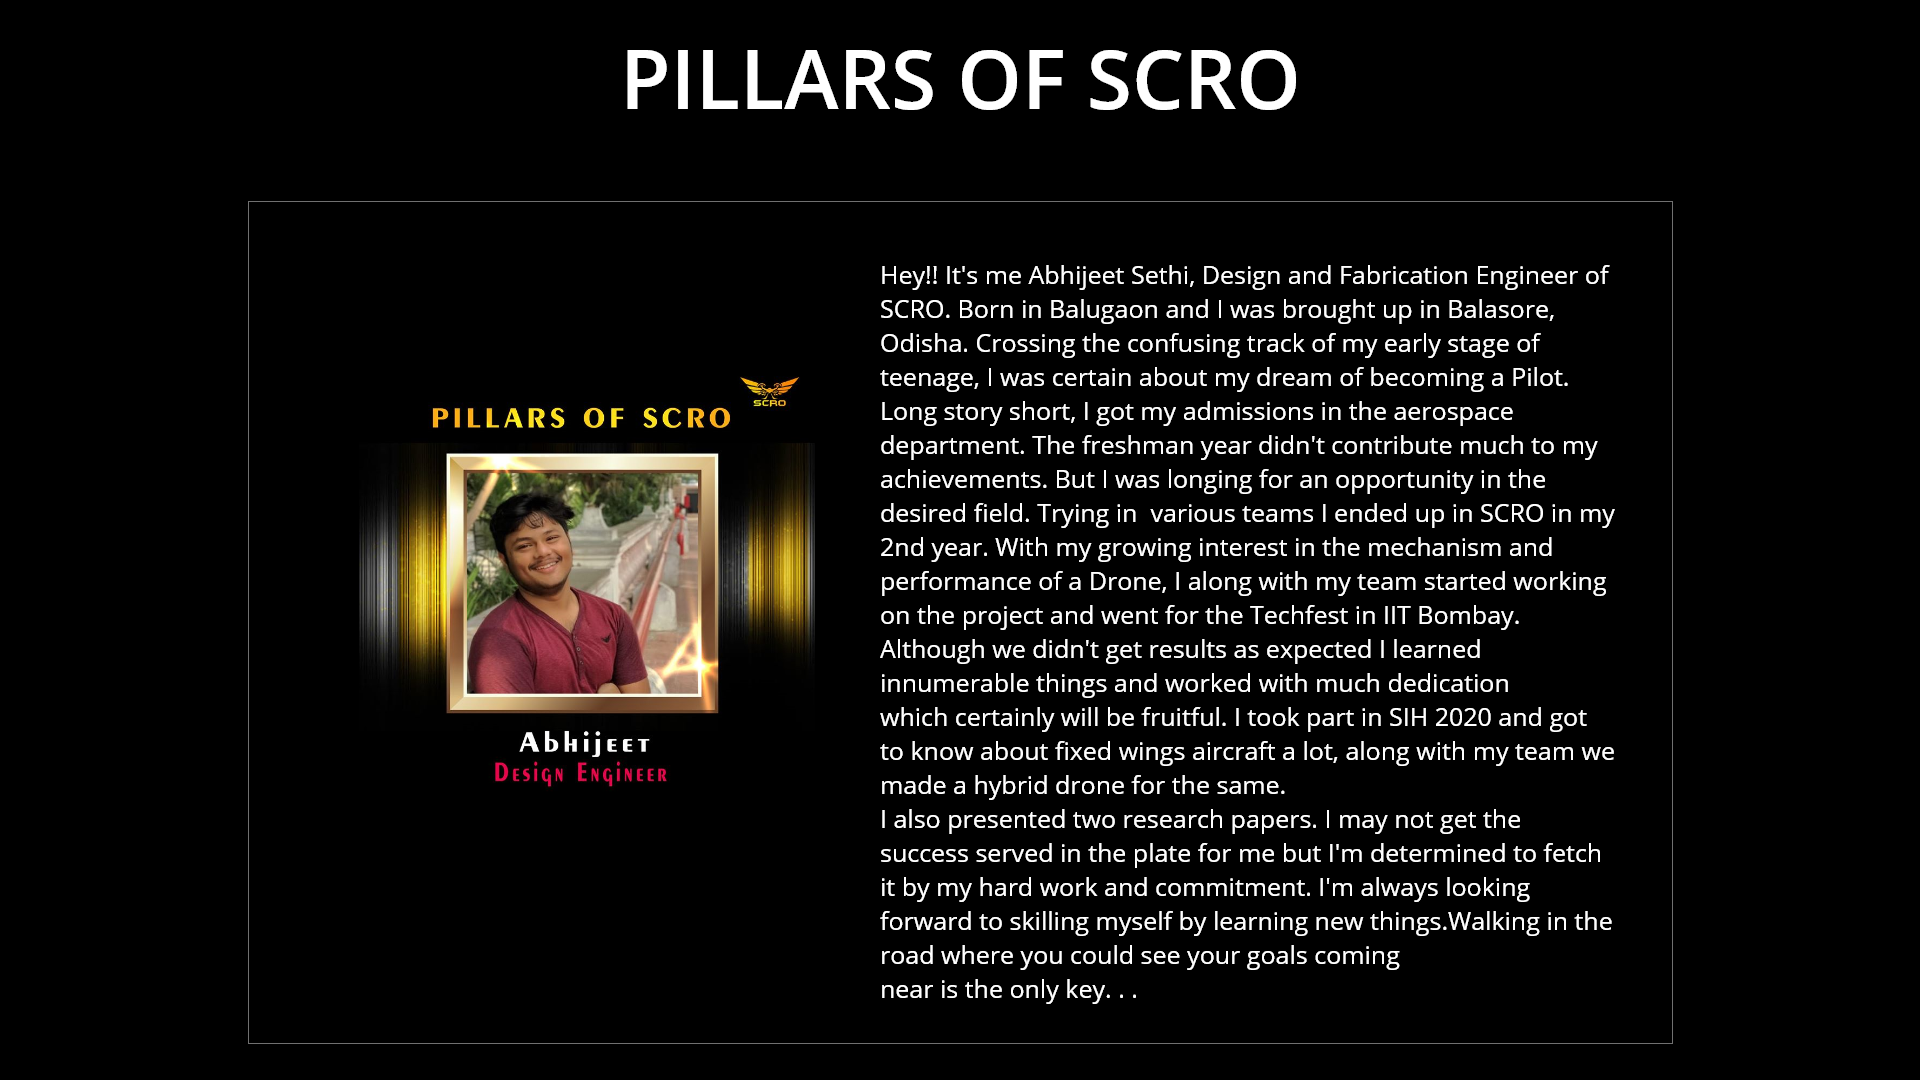 PILLARS OF SCRO
SCRO
PILLARS OF SCRO
Abhijeet
Design Engineer
Hey!! It's me Abhijeet Sethi, Design and Fabrication Engineer of
SCRO. Born in Balugaon and I was brought up in Balasore,
Odisha. Crossing the confusing track of my early stage of
teenage, I was certain about my dream of becoming a Pilot.
Long story short, I got my admissions in the aerospace
department. The freshman year didn't contribute much to my
achievements. But I was longing for an opportunity in the
desired field. Trying in  various teams I ended up in SCRO in my
2nd year. With my growing interest in the mechanism and
performance of a Drone, I along with my team started working
on the project and went for the Techfest in IIT Bombay.
Although we didn't get results as expected I learned
innumerable things and worked with much dedication
which certainly will be fruitful. I took part in SIH 2020 and got
to know about fixed wings aircraft a lot, along with my team we
made a hybrid drone for the same.
I also presented two research papers. I may not get the
success served in the plate for me but I'm determined to fetch
it by my hard work and commitment. I'm always looking
forward to skilling myself by learning new things.Walking in the
road where you could see your goals coming
near is the only key. . .